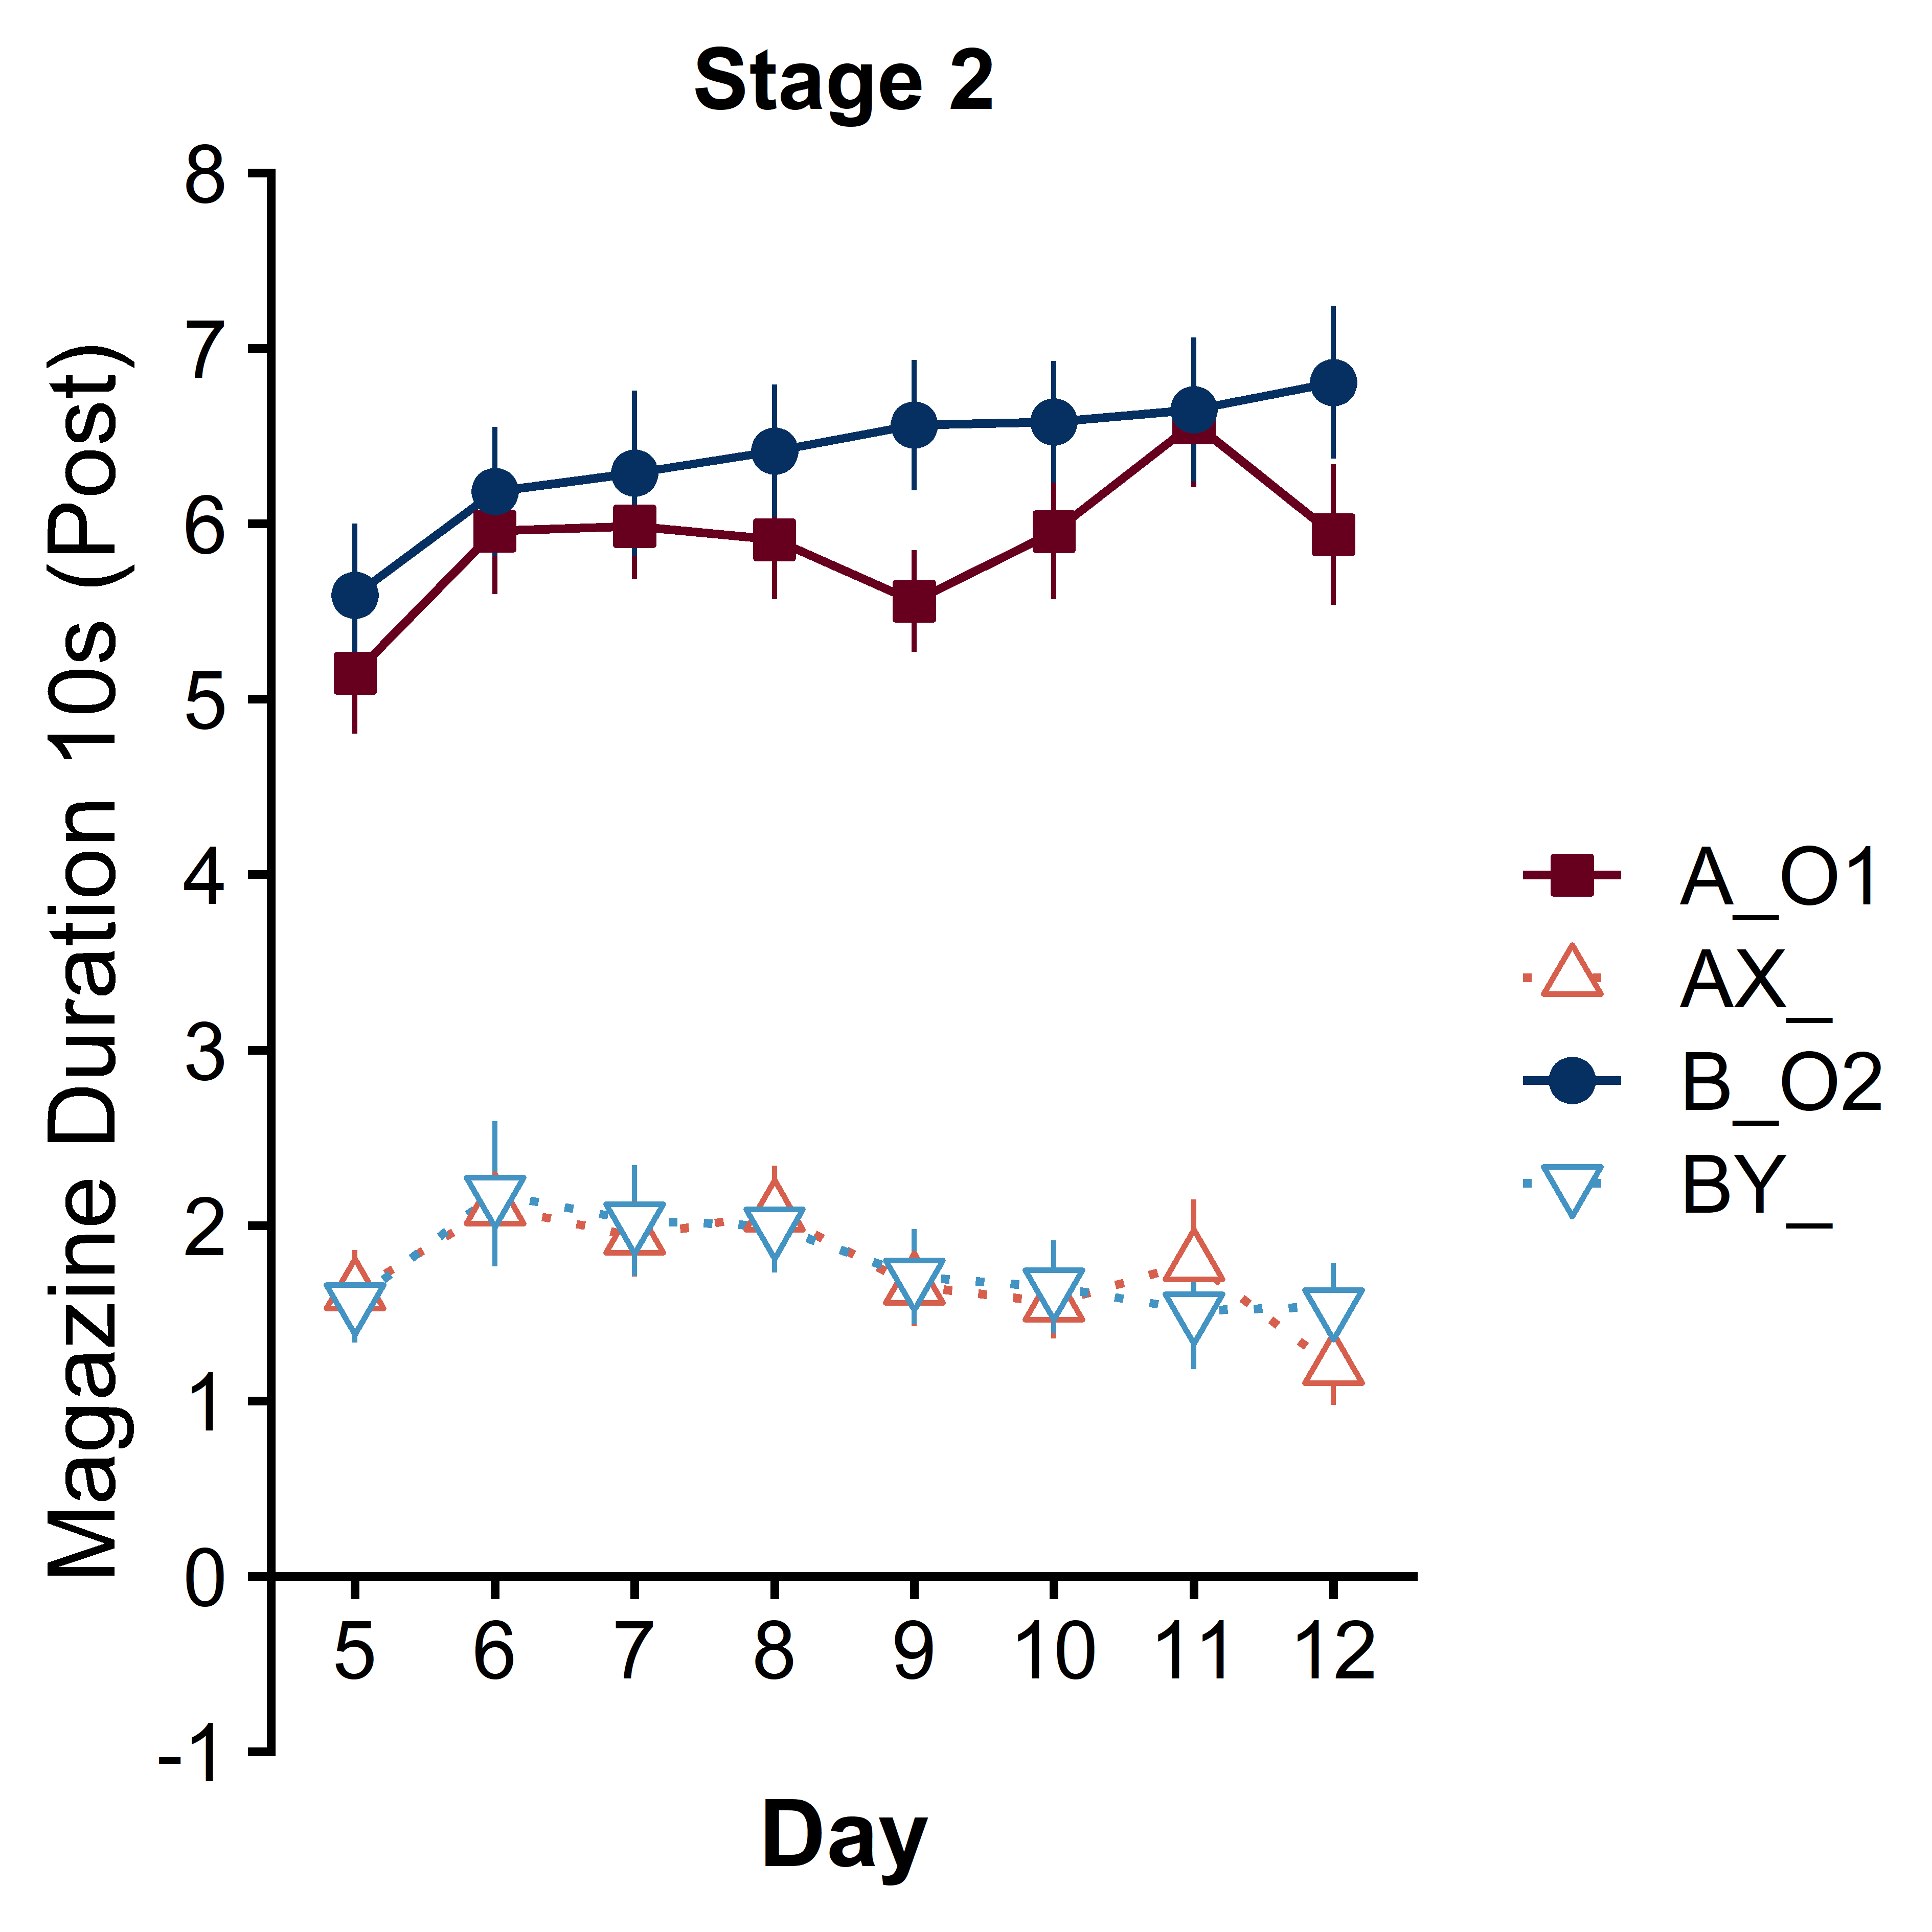 Stage 2
Magazine Duration 10s (Post)
8
7
6
5
4
3
2
1
0
-1
5 6 7 8 9 10 11 12
Day
A_O1
AX_
B_O2
BY_